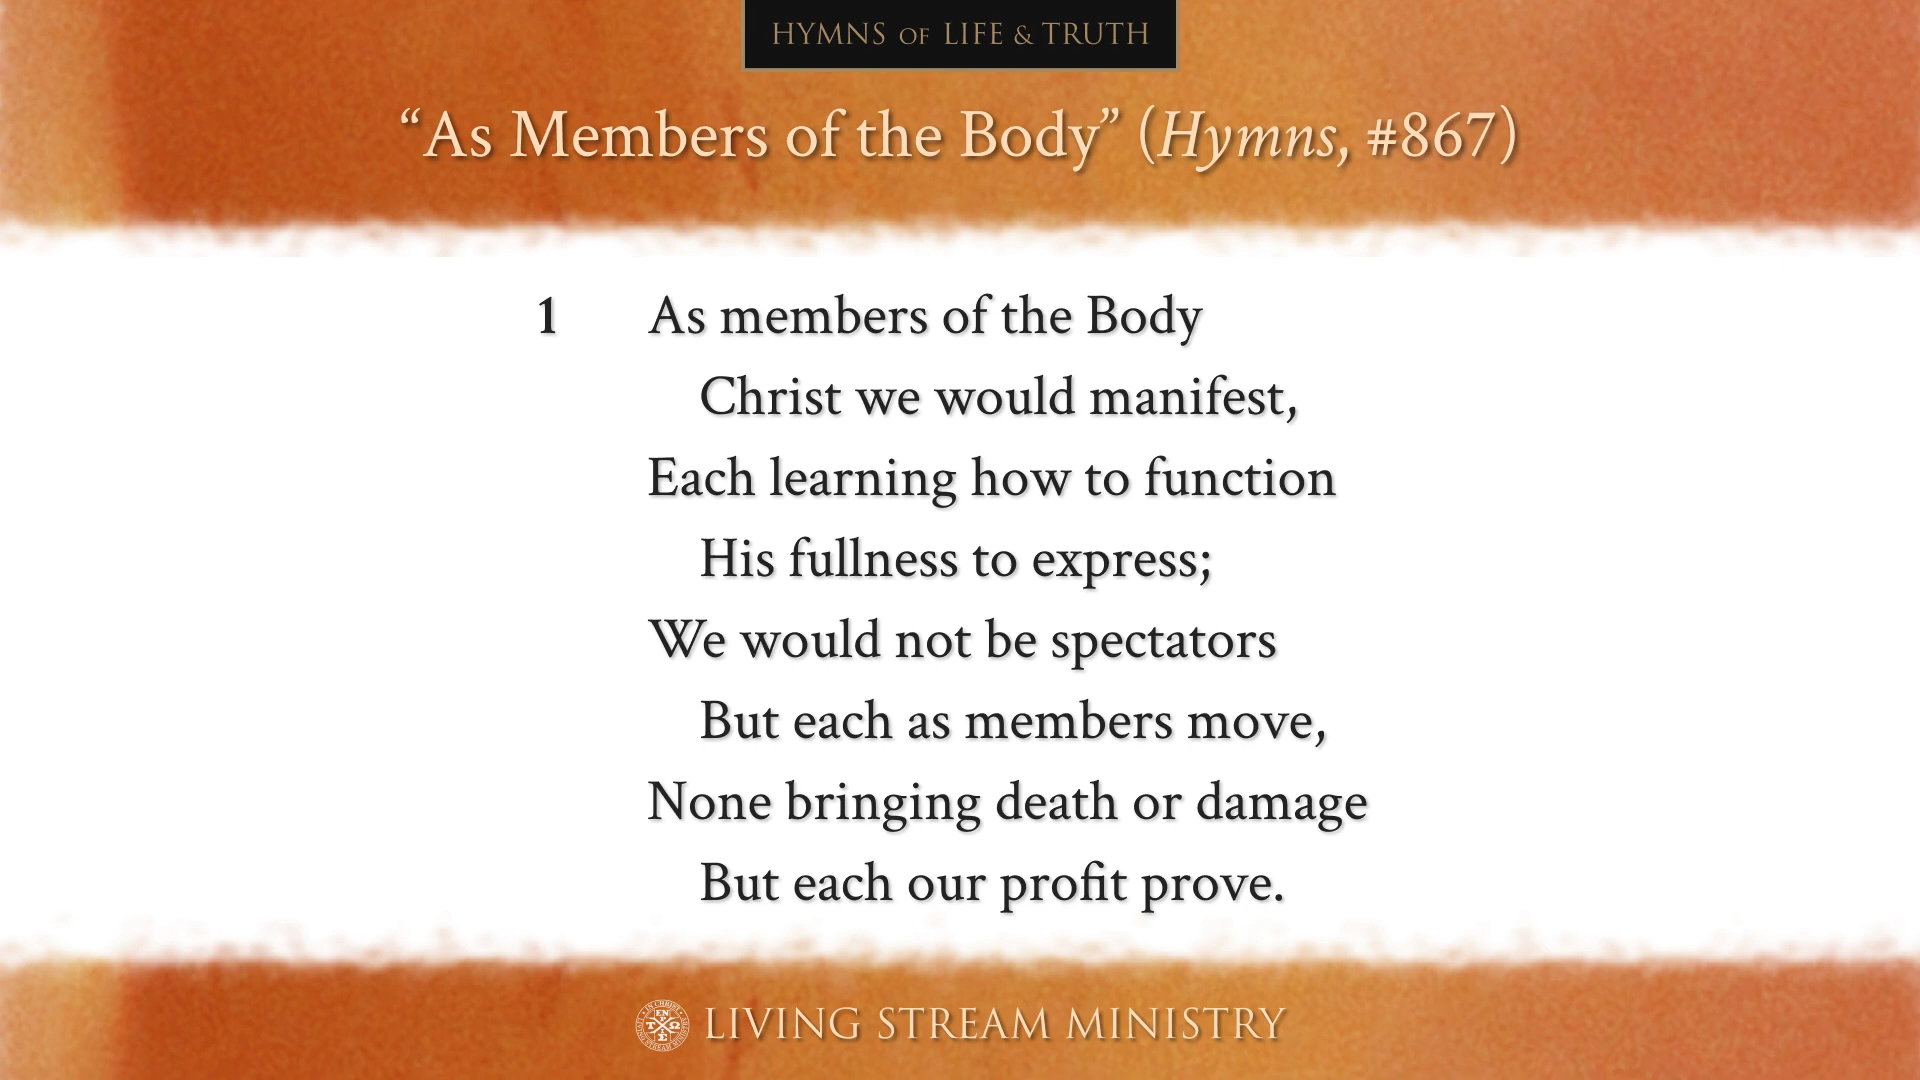 HYMNS OF LIFE & TRUTH
“As Members of the Body” (Hymns, #867)
1 As members of the Body
Christ we would manifest,
Each learning how to function
His fullness to express;
We would not be spectators
But each as members move,
None bringing death or damage
But each our profit prove.
LIVING STREAM MINISTRY